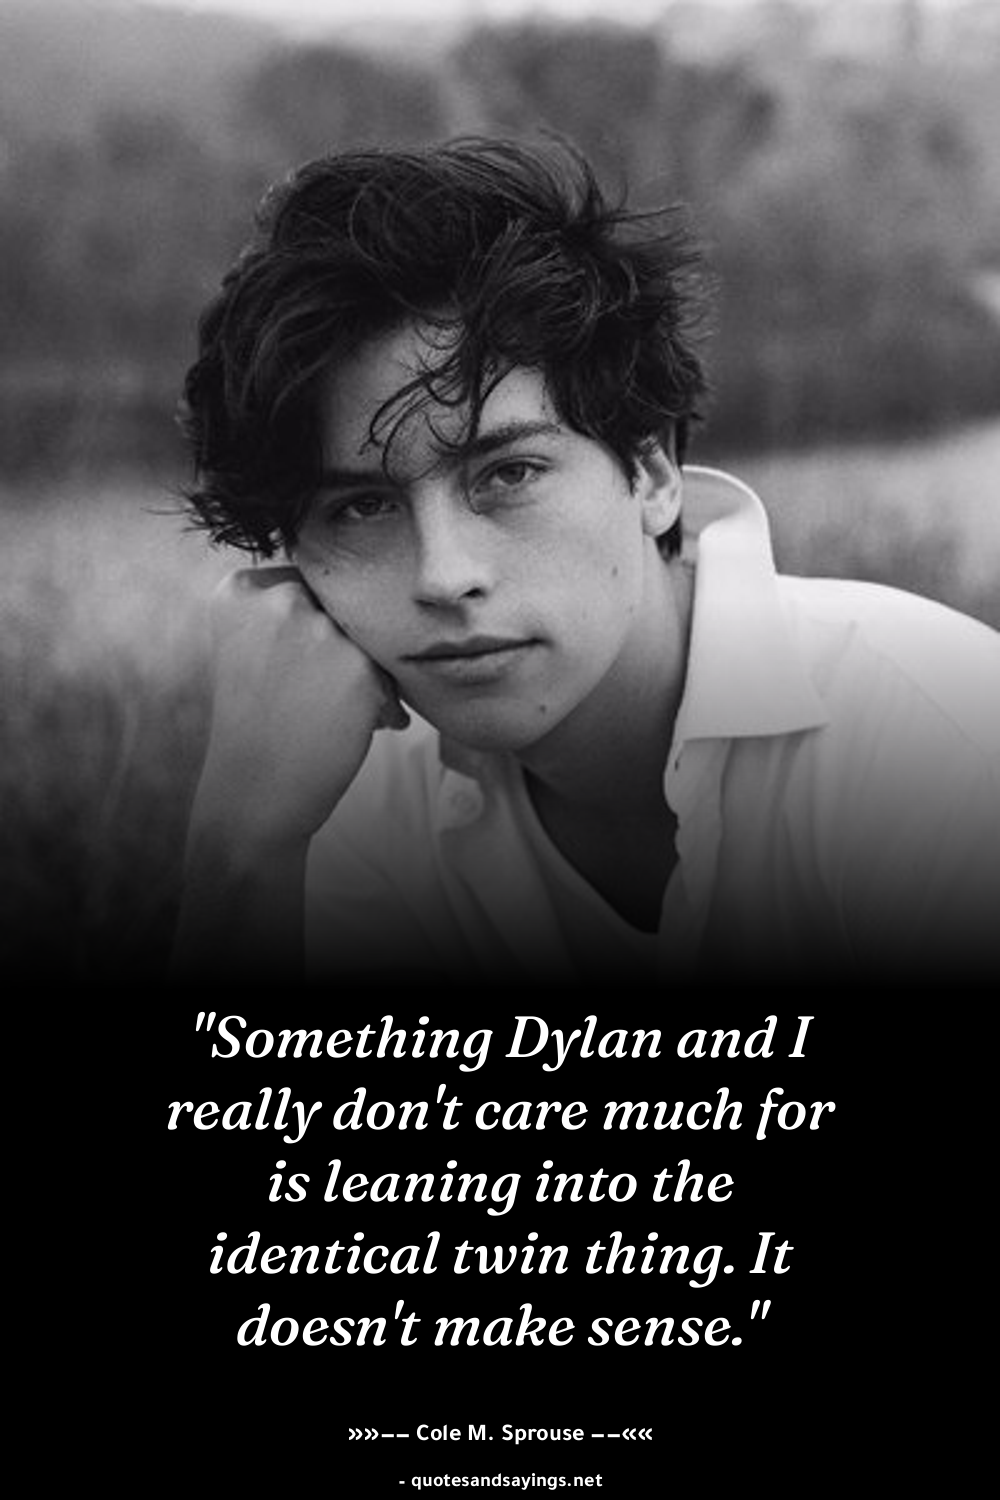 "Something Dylan and I
really don't care much for
is leaning into the
identical twin thing. It
doesn't make sense."
»»−− Cole M. Sprouse −−««
- quotesandsayings.net